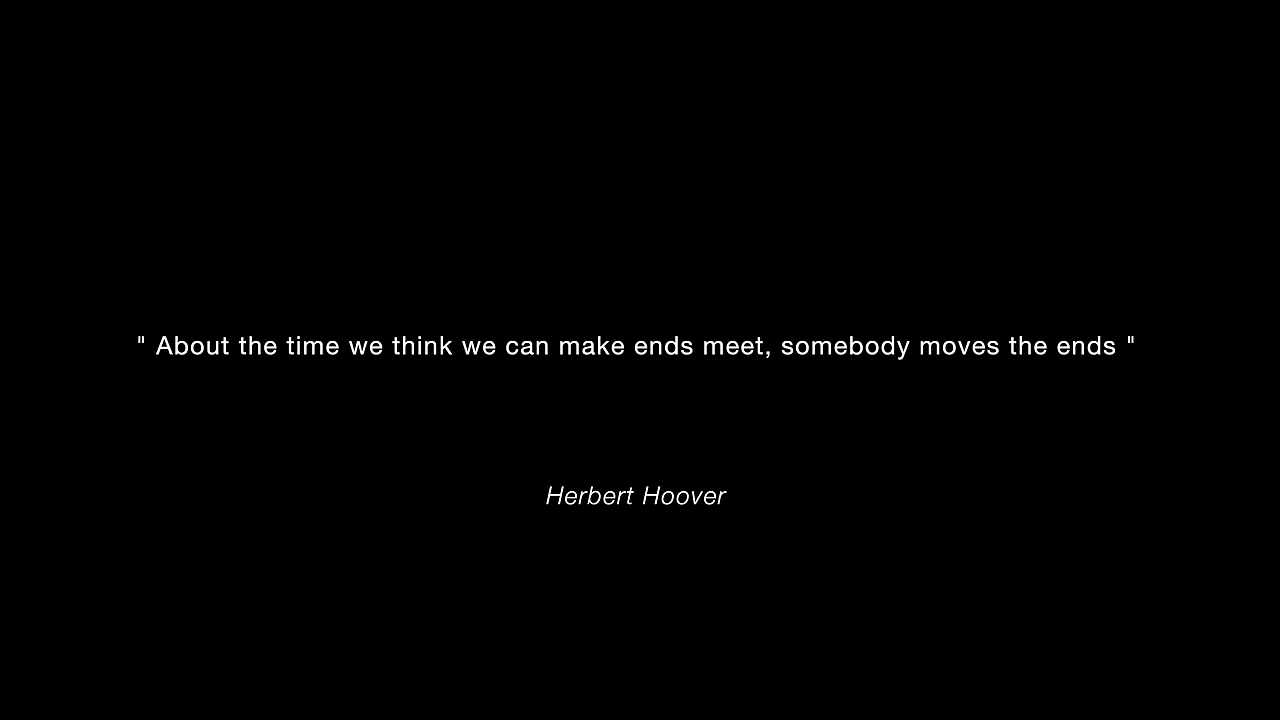 " About the time we think we can make ends meet, somebody moves the ends "
Herbert Hoover